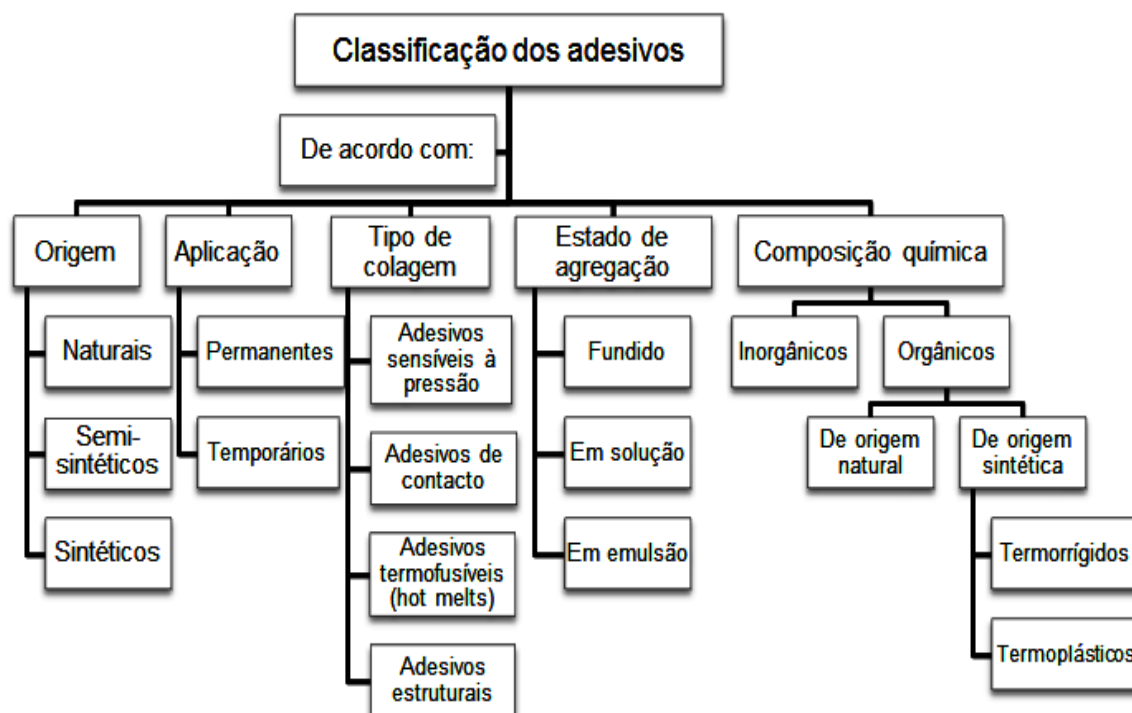 Classificação dos adesivos
De acordo com:
Origem
Aplicação
Tipo de
colagem
Estado de
agregação
Composição química
Naturais
Semi-
sintéticos
Sintéticos
Permanentes
Temporários
Adesivos
sensíveis à
pressão
Adesivos de
contacto
Adesivos
termofusíveis
(hot melts)
Adesivos
estruturais
Fundido
Em solução
Em emulsão
Inorgânicos
Orgânicos
De origem
natural
De origem
sintética
Termorrígidos
Termoplásticos